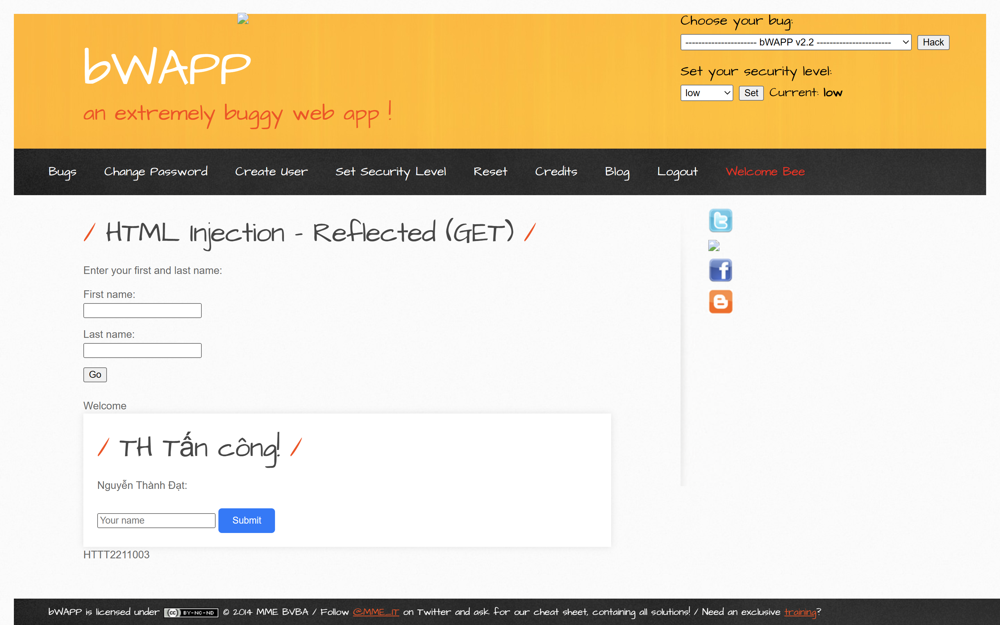 Choose your bug:
---------------------- bWAPP v2.2 -----------------------
Hack
bWAPP
Set your security level:
low
Set
Current: low
an extremely buggy web app !
Bugs Change Password Create User Set Security Level Reset Credits Blog Logout Welcome Bee
/ HTML Injection - Reflected (GET) /
Enter your first and last name:
First name:
Last name:
Go
Welcome
/ TH Tấn công! /
Nguyễn Thành Đạt:
Your name
Submit
HTTT2211003
bWAPP is licensed under (cc) BY-NC-ND © 2014 MME BVBA / Follow @MME_IT on Twitter and ask for our cheat sheet, containing all solutions! / Need an exclusive training?